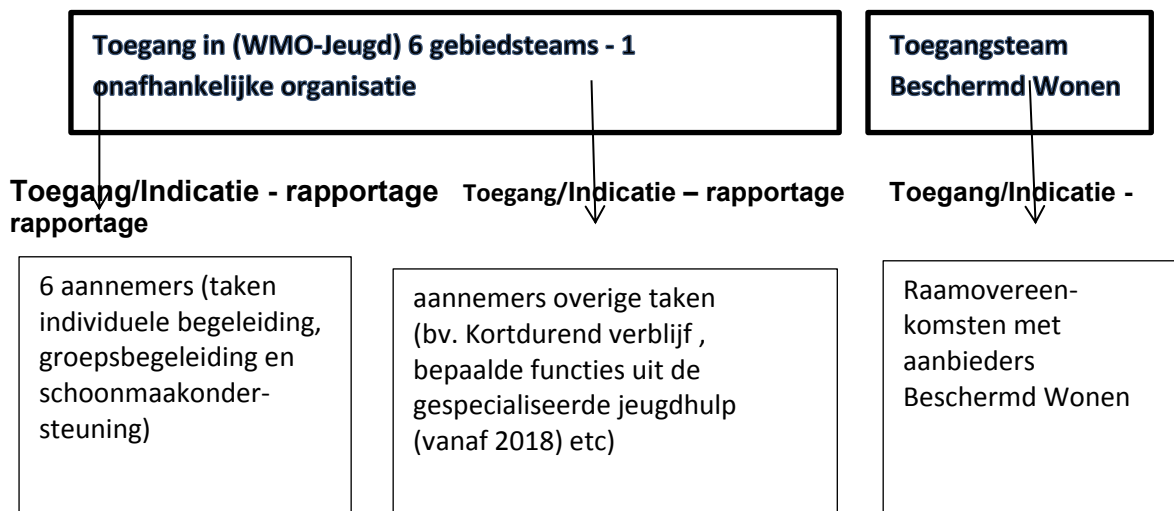 Toegang in (WMO-Jeugd) 6 gebiedsteams - 1
onafhankelijke organisatie
Toegangsteam
Beschermd Wonen
Toegang/Indicatie - rapportage
Toegang/Indicatie – rapportage
Toegang/Indicatie -
rapportage
6 aannemers (taken
individuele begeleiding,
groepsbegeleiding en
schoonmaakonder-
steuning)
aannemers overige taken
(bv. Kortdurend verblijf ,
bepaalde functies uit de
gespecialiseerde jeugdhulp
(vanaf 2018) etc)
Raamovereen-
komsten met
aanbieders
Beschermd Wonen